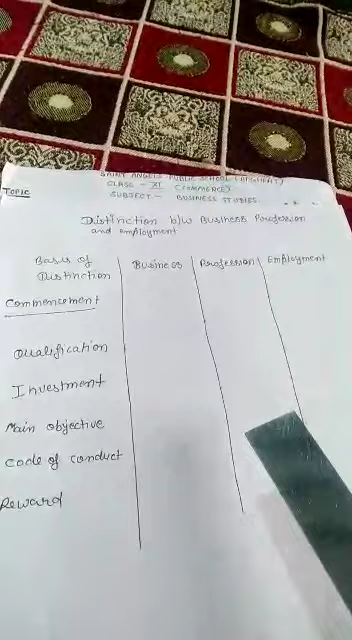 SAINT ANGELS PUBLIC SCHOOL
CLASS - XI (COMMERCE)
TOPIC
SUBJECT - BUSINESS STUDIES
Distinction b/w Business Profession
and employment
Basis of Distinction Business Profession Employment
Commencement
Qualification
Investment
Main objective
Code of conduct
Reward